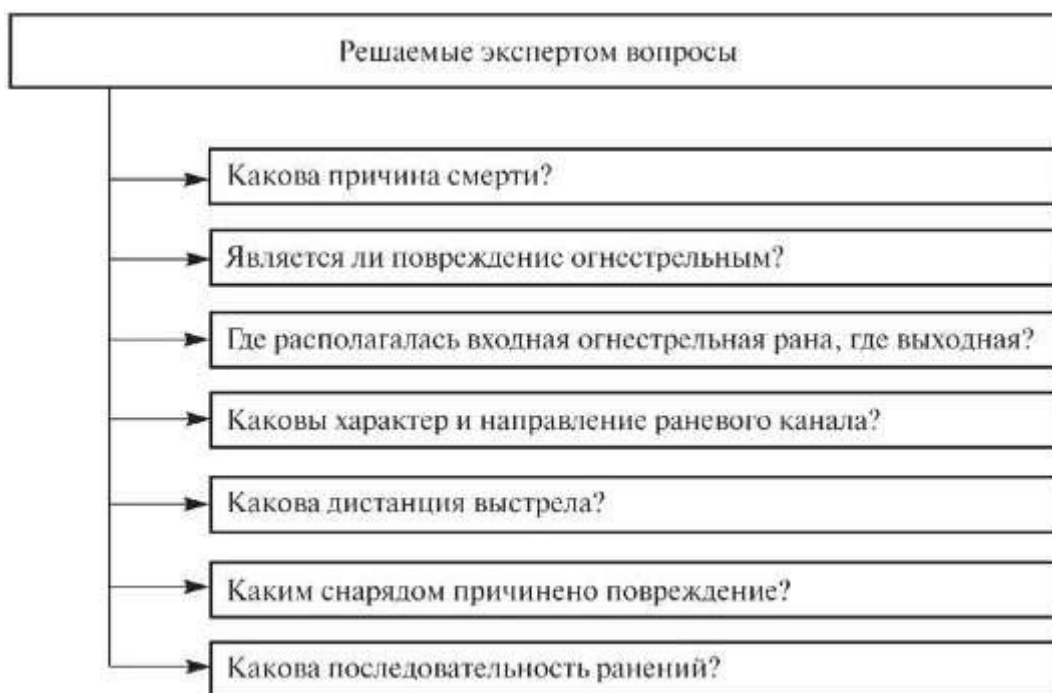 Решаемые экспертом вопросы
Какова причина смерти?
Является ли повреждение огнестрельным?
Где располагалась входная огнестрельная рана, где выходная?
Каковы характер и направление раневого канала?
Какова дистанция выстрела?
Каким снарядом причинено повреждение?
Какова последовательность ранений?